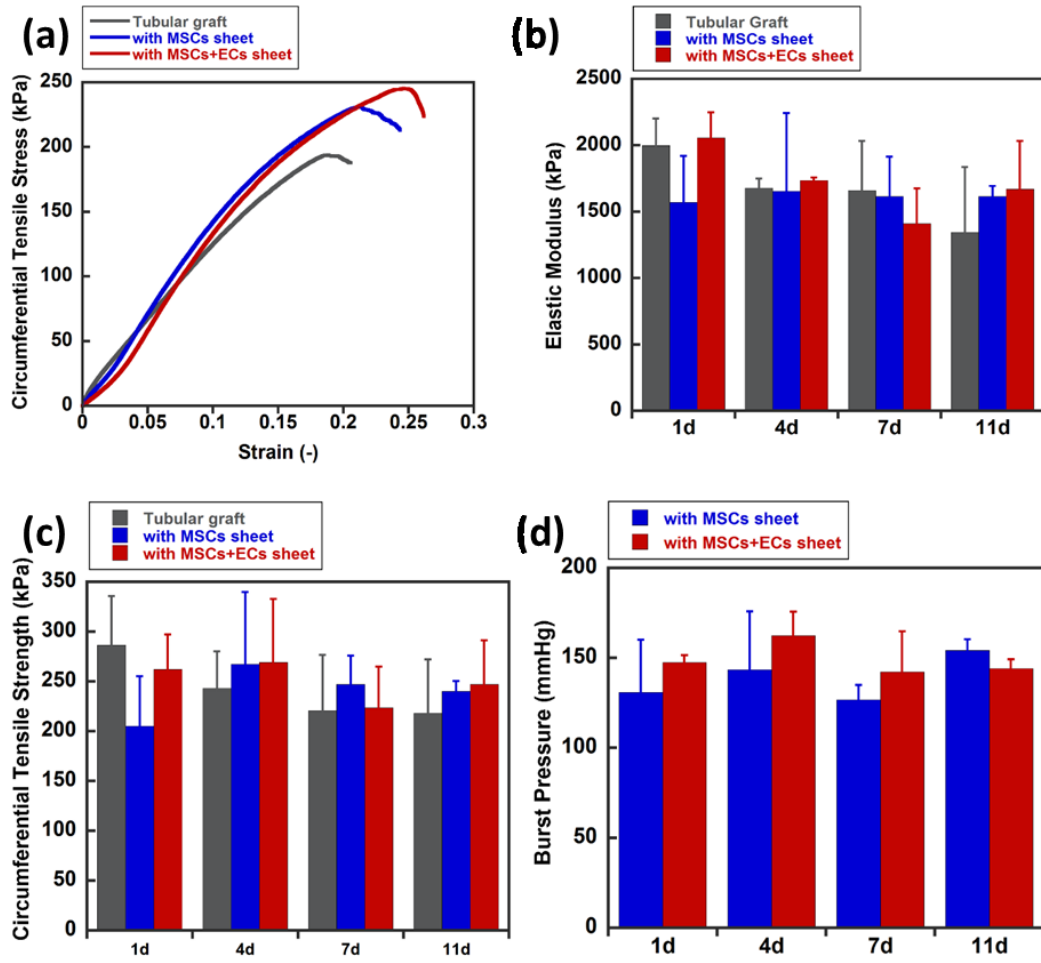 (a)
Tubular graft
with MSCs sheet
with MSCs+ECs sheet
Circumferential Tensile Stress (kPa)
250
200
150
100
50
0
0 0.05 0.1 0.15 0.2 0.25 0.3
Strain (-)
(b)
Tubular Graft
with MSCs sheet
with MSCs+ECs sheet
Elastic Modulus (kPa)
2500
2000
1500
1000
500
0
1d 4d 7d 11d
(c)
Tubular graft
with MSCs sheet
with MSCs+ECs sheet
Circumferential Tensile Strength (kPa)
350
300
250
200
150
100
50
0
1d 4d 7d 11d
(d)
with MSCs sheet
with MSCs+ECs sheet
Burst Pressure (mmHg)
200
150
100
50
0
1d 4d 7d 11d